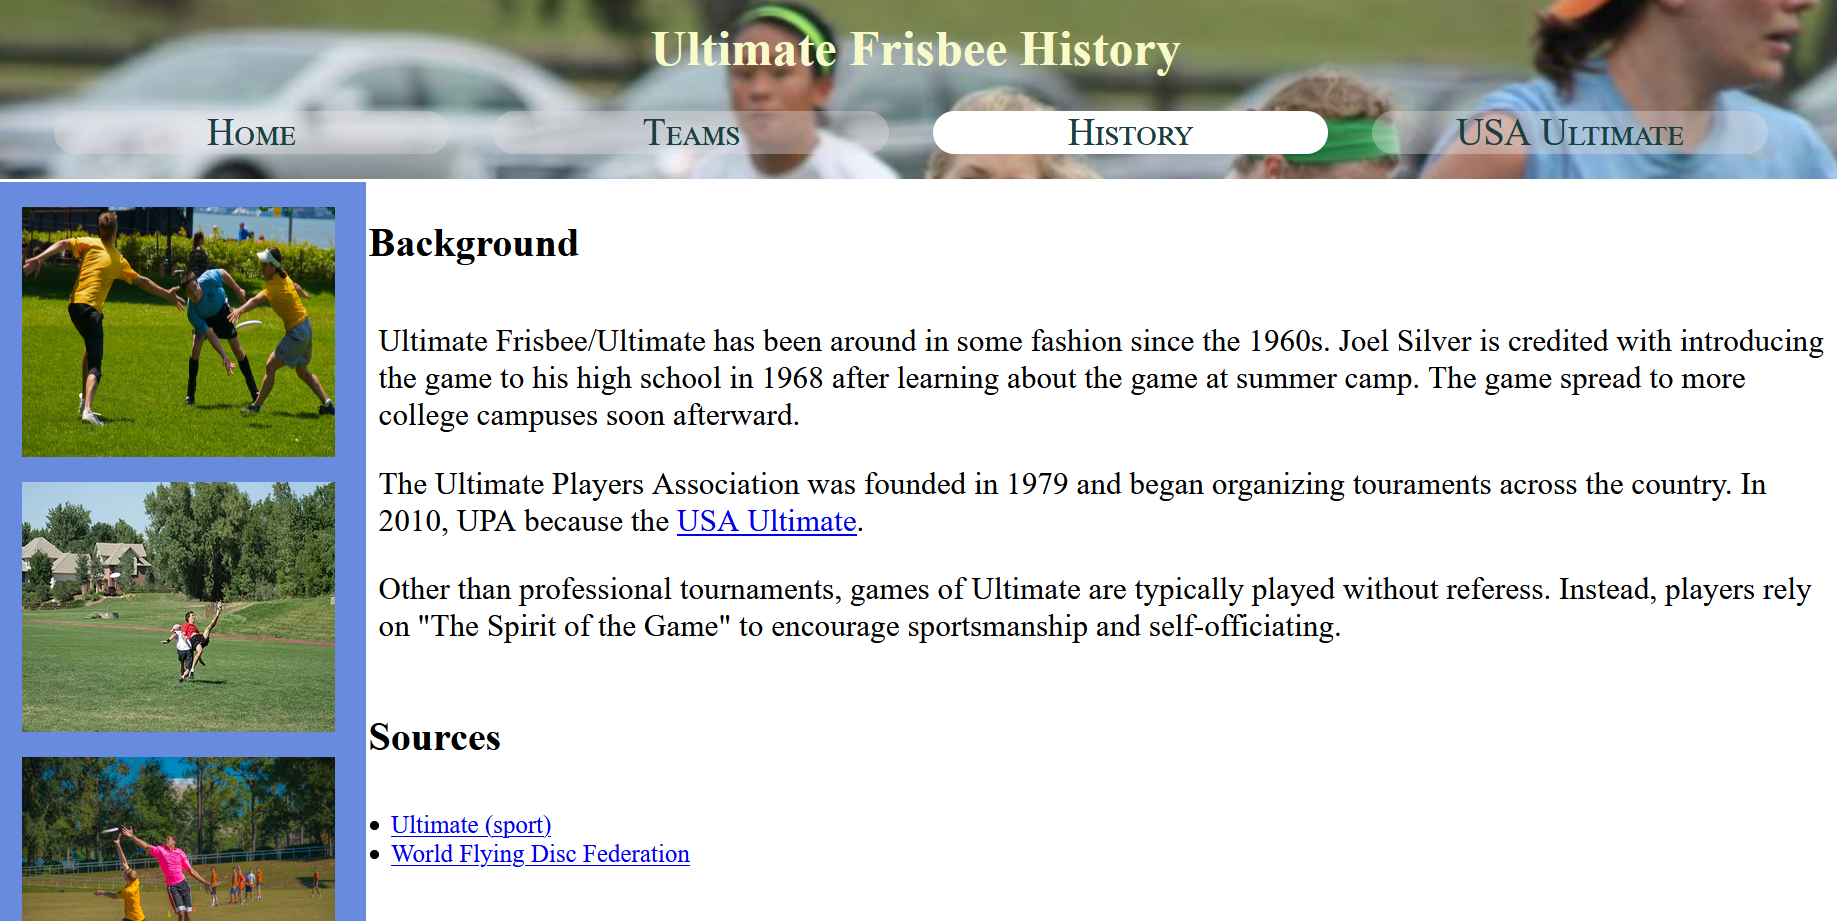 Ultimate Frisbee History
Home
Teams
History
USA Ultimate
Background
Ultimate Frisbee/Ultimate has been around in some fashion since the 1960s. Joel Silver is credited with introducing
the game to his high school in 1968 after learning about the game at summer camp. The game spread to more
college campuses soon afterward.
The Ultimate Players Association was founded in 1979 and began organizing touraments across the country. In
2010, UPA because the USA Ultimate.
Other than professional tournaments, games of Ultimate are typically played without referess. Instead, players rely
on "The Spirit of the Game" to encourage sportsmanship and self-officiating.
Sources
Ultimate (sport)
World Flying Disc Federation